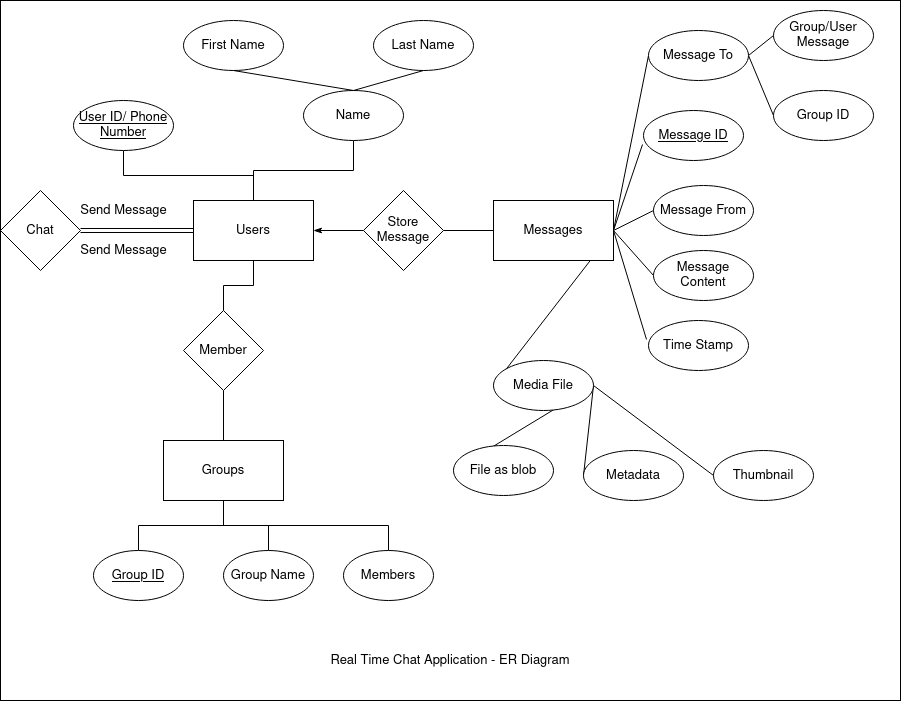 First Name
Last Name
Group/User
Message
Message To
User ID/ Phone
Number
Name
Group ID
Message ID
Send Message
Message From
Chat
Users
Store
Message
Messages
Send Message
Message
Content
Member
Time Stamp
Media File
Groups
File as blob
Metadata
Thumbnail
Group ID
Group Name
Members
Real Time Chat Application - ER Diagram